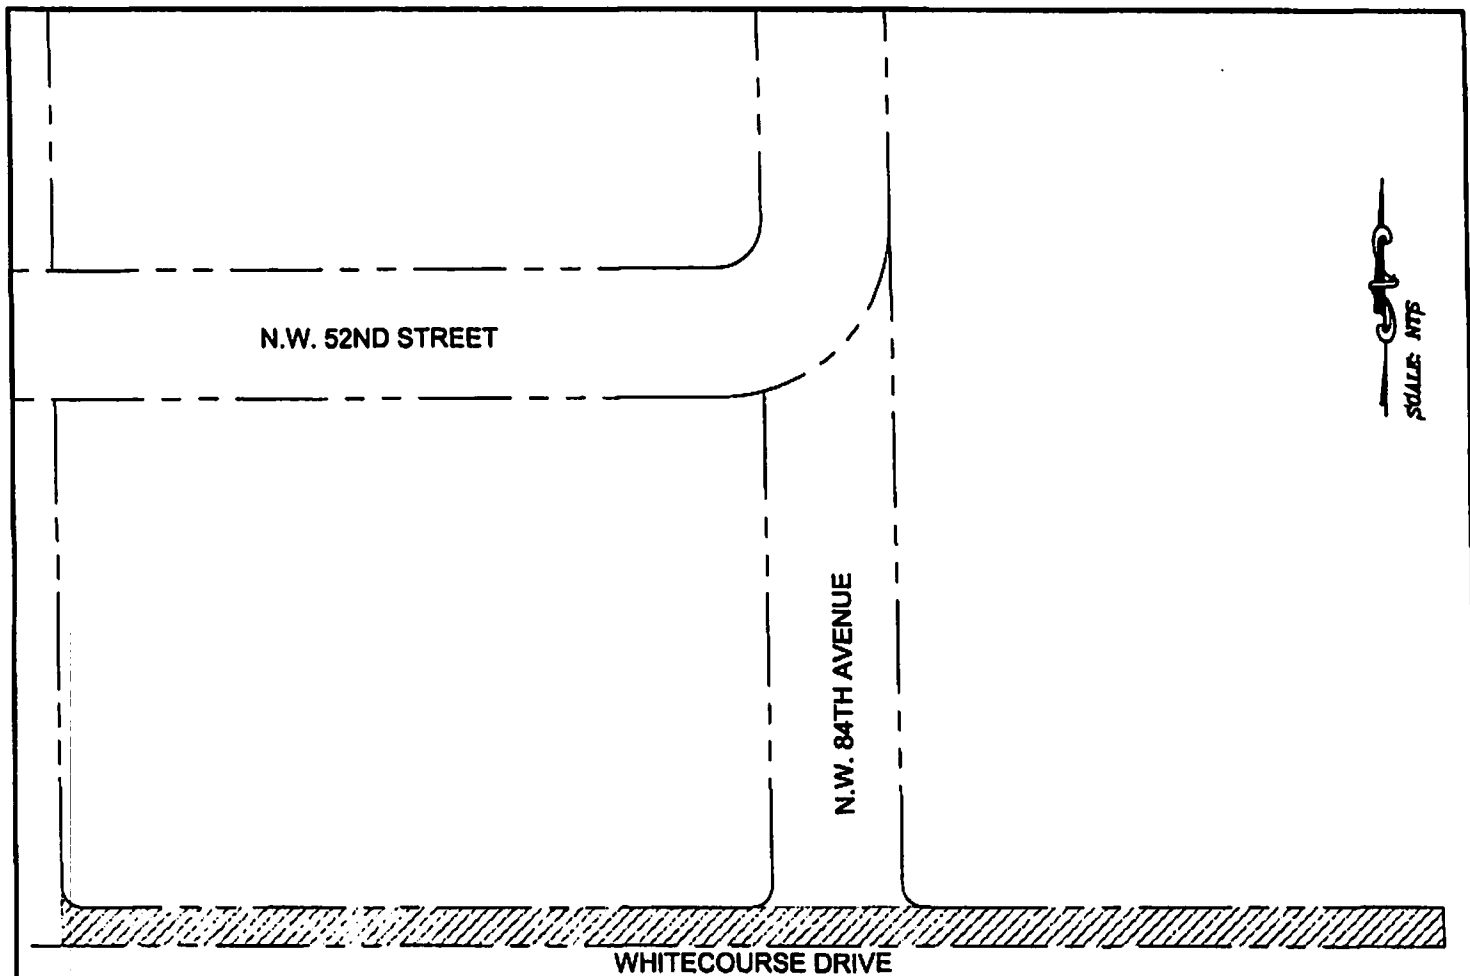 N.W. 52ND STREET
SCALE: NTS
N.W. 84TH AVENUE
WHITECOURSE DRIVE